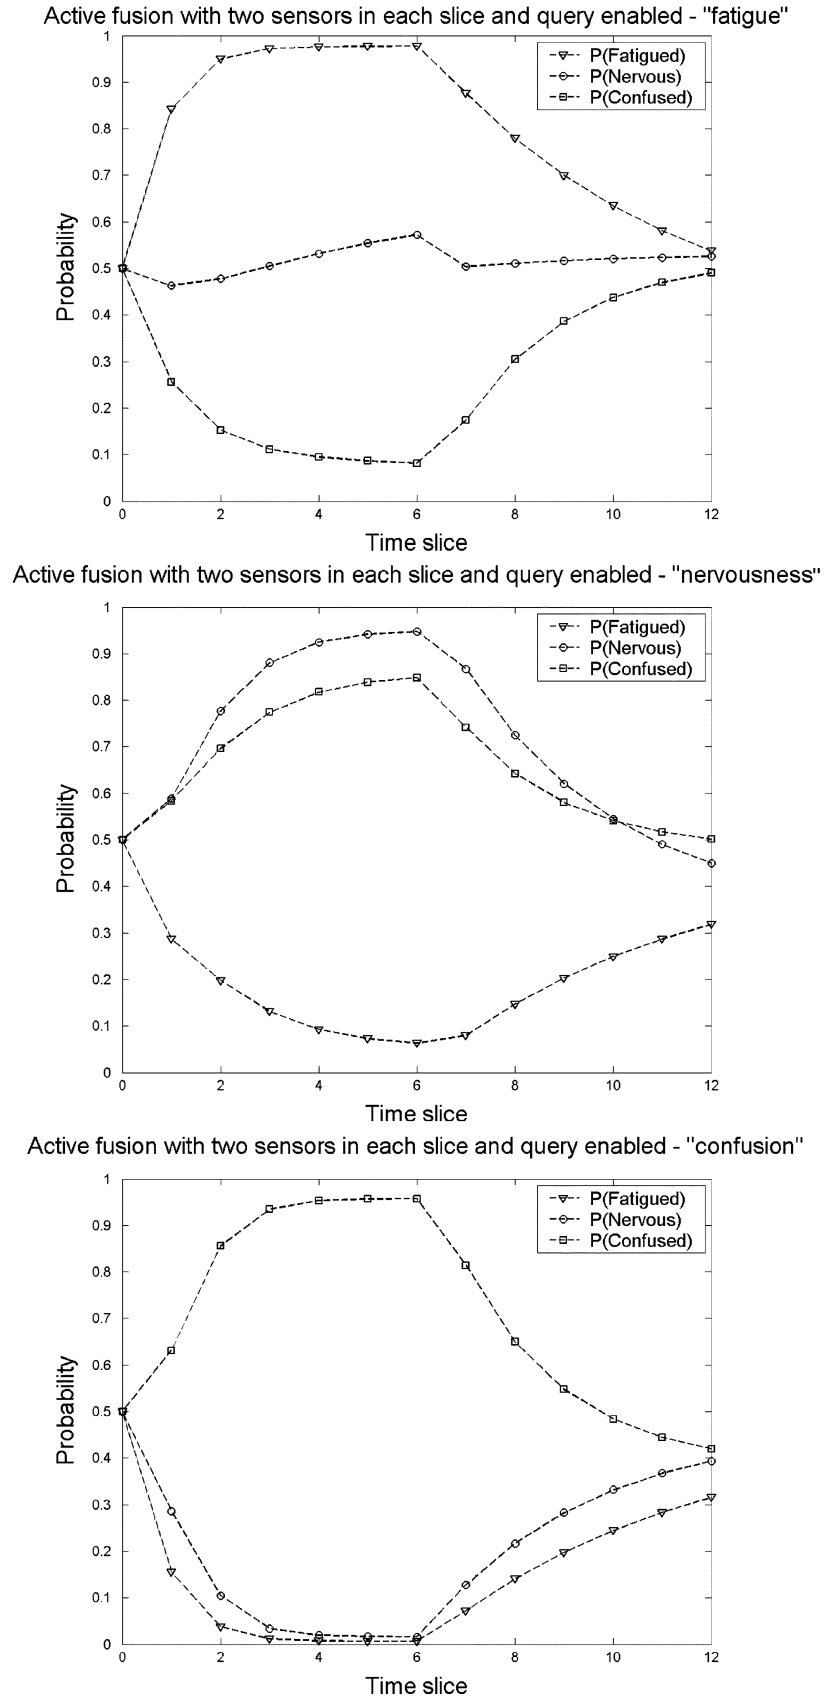 Active fusion with two sensors in each slice and query enabled - "fatigue"
1
0.9
0.8
0.7
0.6
0.5
0.4
0.3
0.2
0.1
0
Probability
P(Fatigued)
P(Nervous)
P(Confused)
0 2 4 6 8 10 12
Time slice
Active fusion with two sensors in each slice and query enabled - "nervousness"
1
0.9
0.8
0.7
0.6
0.5
0.4
0.3
0.2
0.1
0
Probability
P(Fatigued)
P(Nervous)
P(Confused)
0 2 4 6 8 10 12
Time slice
Active fusion with two sensors in each slice and query enabled - "confusion"
1
0.9
0.8
0.7
0.6
0.5
0.4
0.3
0.2
0.1
0
Probability
P(Fatigued)
P(Nervous)
P(Confused)
0 2 4 6 8 10 12
Time slice